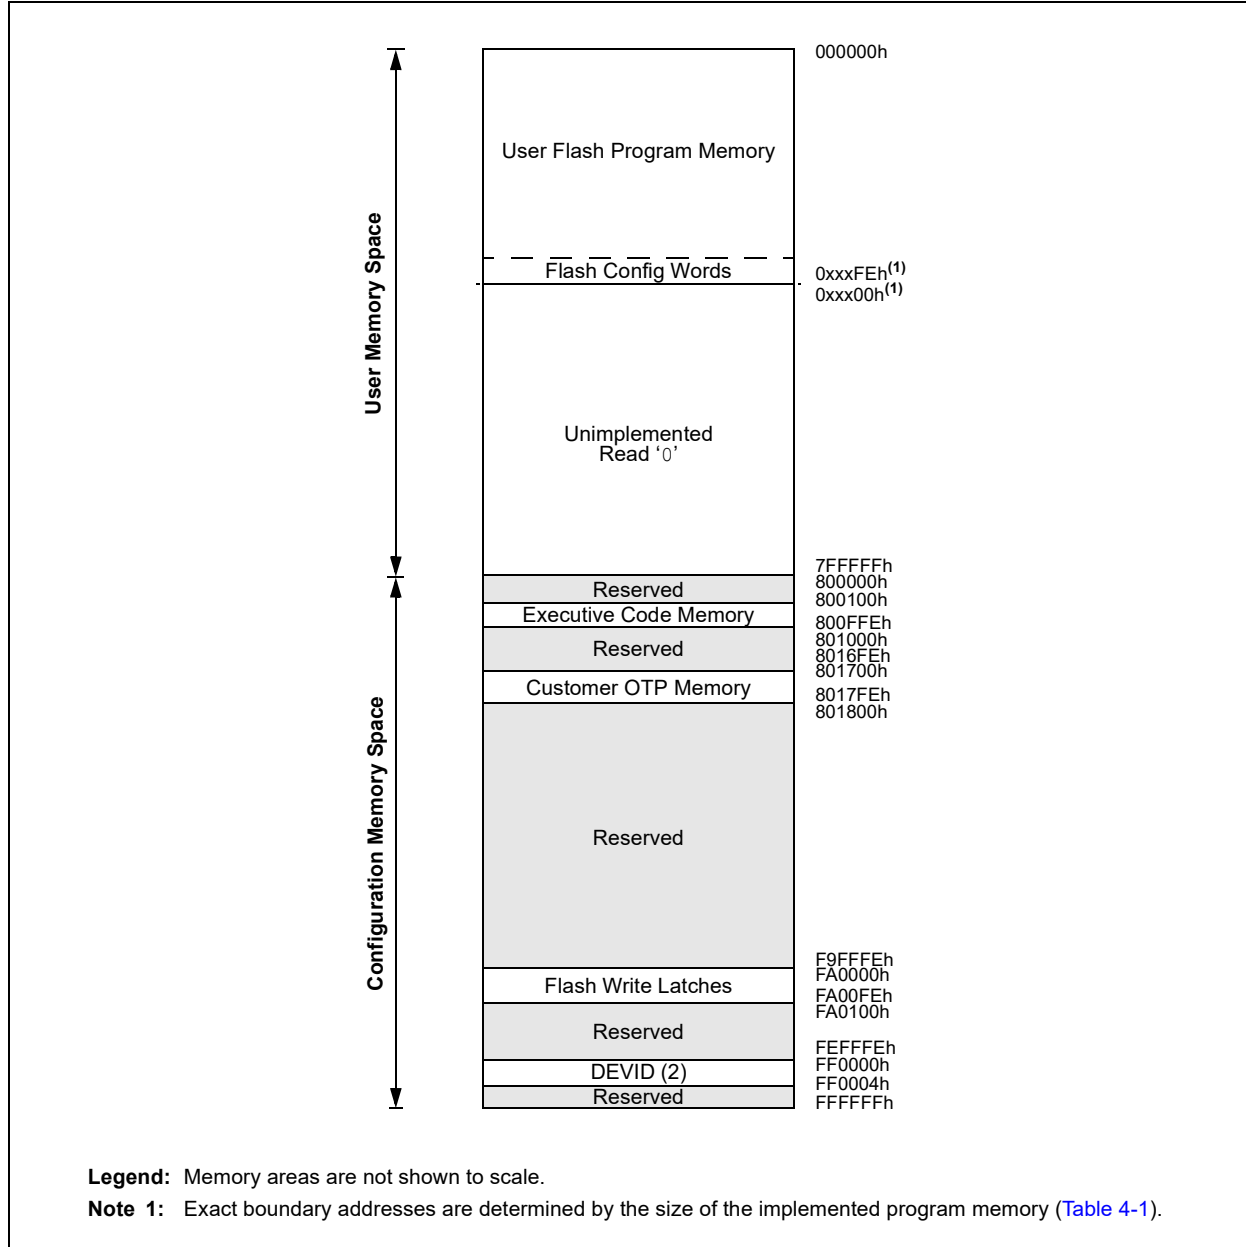 000000h
User Flash Program Memory
User Memory Space
Flash Config Words
0xxxFEh(1)
0xxx00h(1)
Unimplemented
Read ‘0’
7FFFFFh
800000h
Reserved
800100h
Executive Code Memory
800FFEh
801000h
Reserved
8016FEh
801700h
Customer OTP Memory
8017FEh
801800h
Configuration Memory Space
Reserved
F9FFFEh
FA0000h
Flash Write Latches
FA00FEh
FA0100h
Reserved
FEFFFEh
FF0000h
DEVID (2)
FF0004h
Reserved
FFFFFFh
Legend: Memory areas are not shown to scale.
Note 1: Exact boundary addresses are determined by the size of the implemented program memory (Table 4-1).